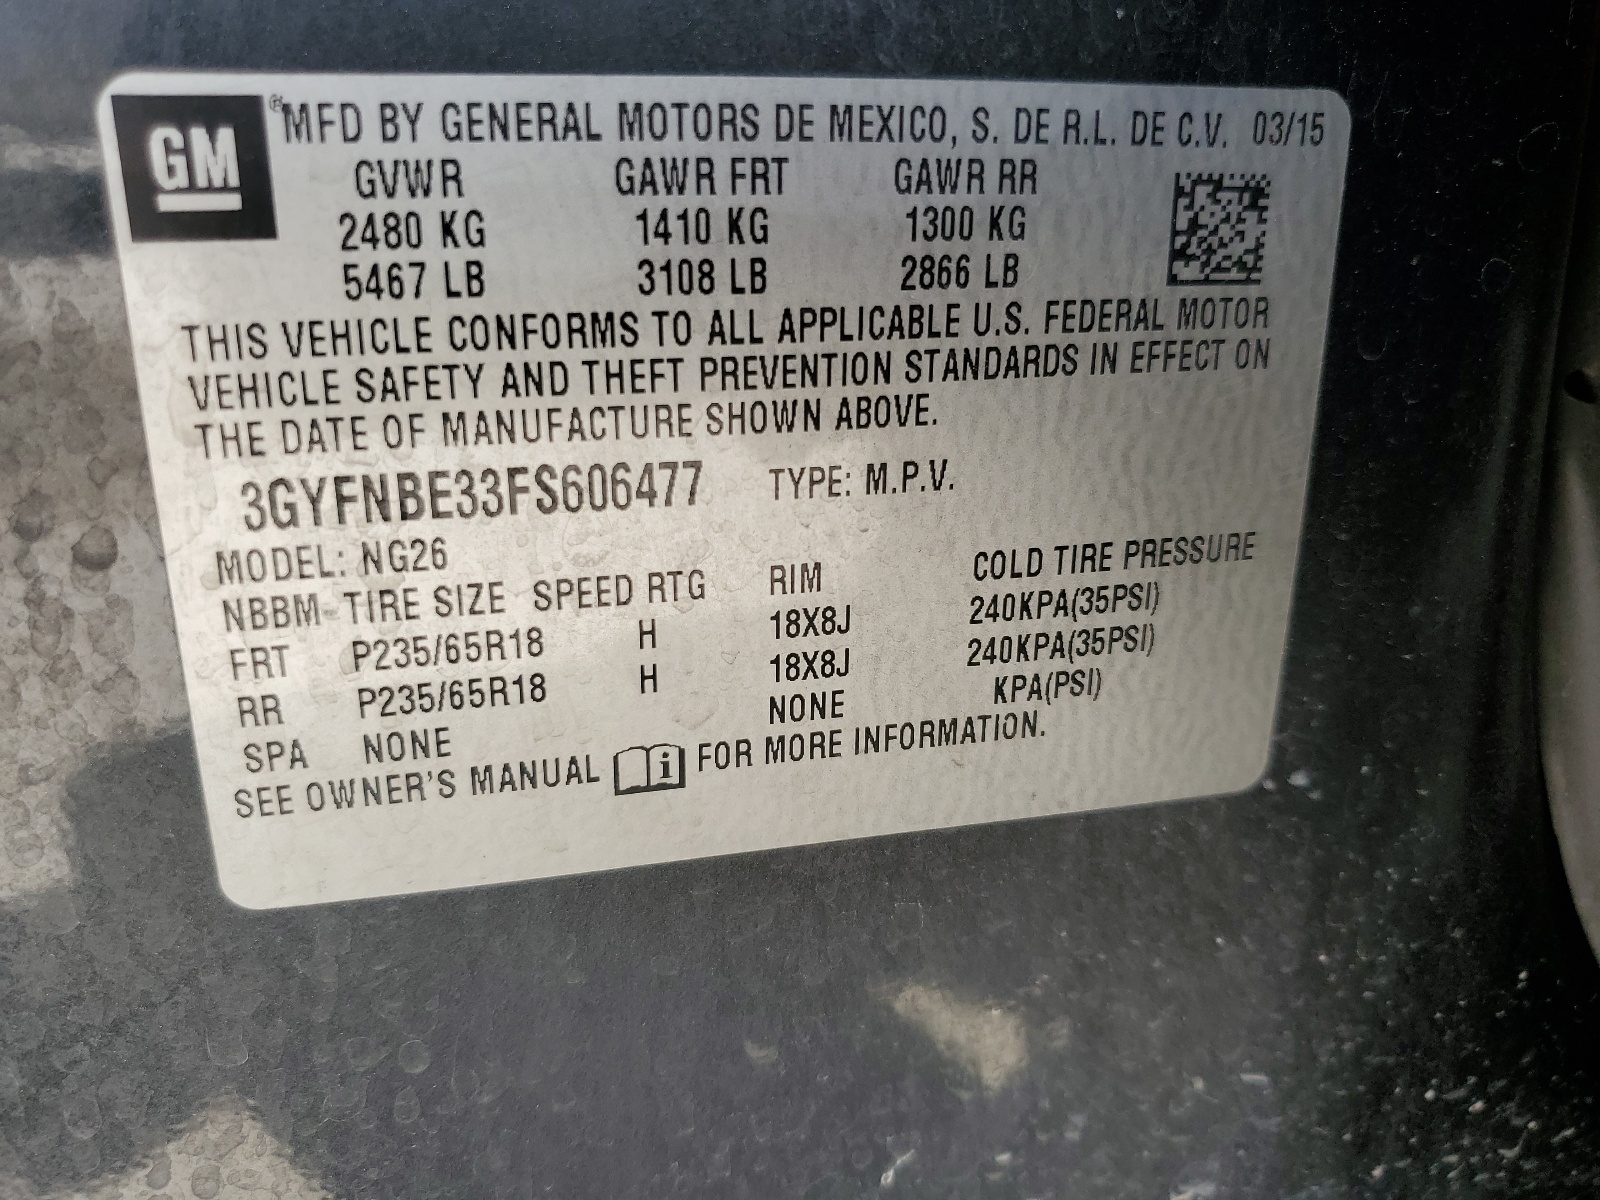 GM® MFD BY GENERAL MOTORS DE MEXICO, S. DE R.L. DE C.V. 03/15
GVWR GAWR FRT GAWR RR
2480 KG 1410 KG 1300 KG
5467 LB 3108 LB 2866 LB
THIS VEHICLE CONFORMS TO ALL APPLICABLE U.S. FEDERAL MOTOR
VEHICLE SAFETY AND THEFT PREVENTION STANDARDS IN EFFECT ON
THE DATE OF MANUFACTURE SHOWN ABOVE.
3GYFNBE33FS606477 TYPE: M.P.V.
MODEL: NG26
NBBM- TIRE SIZE SPEED RTG RIM COLD TIRE PRESSURE
FRT P235/65R18 H 18X8J 240KPA(35PSI)
RR P235/65R18 H 18X8J 240KPA(35PSI)
SPA NONE NONE KPA(PSI)
SEE OWNER'S MANUAL i FOR MORE INFORMATION.